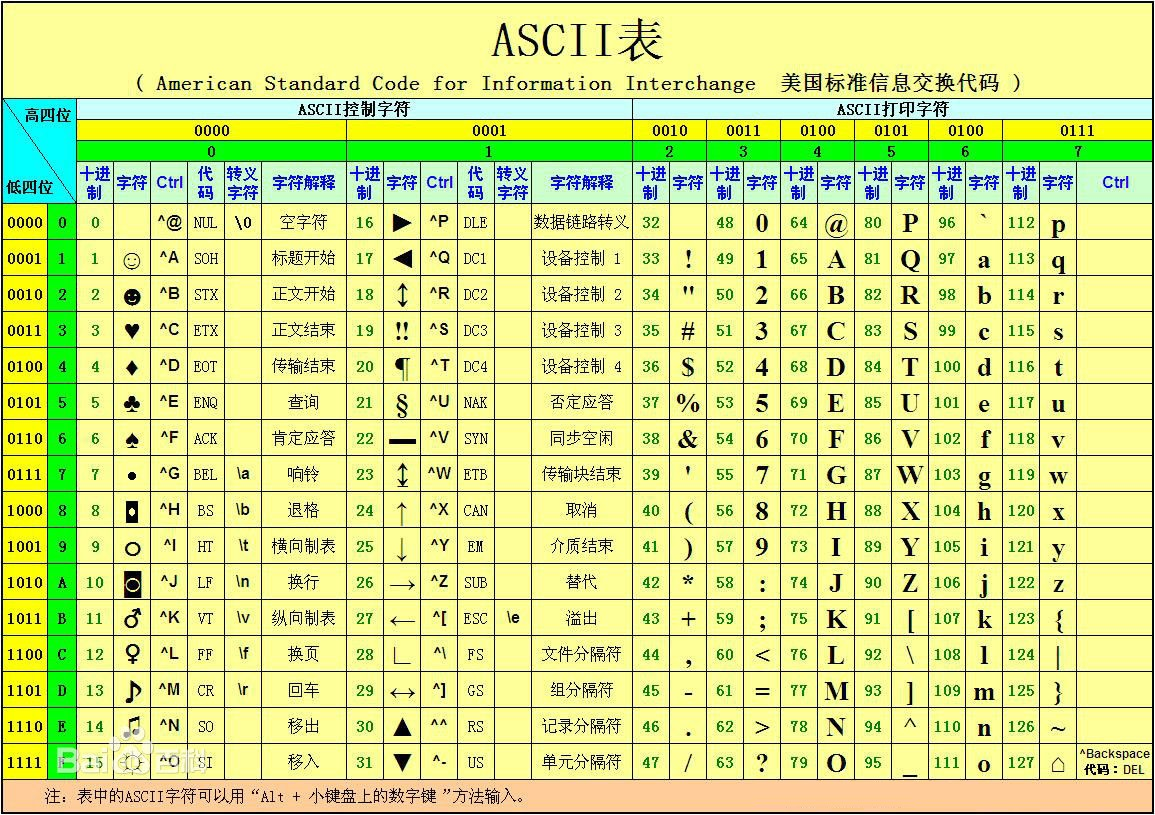 ASCII表
( American Standard Code for Information Interchange 美国标准信息交换代码 )
高四位 ASCII控制字符 ASCII打印字符
0000 0001 0010 0011 0100 0101 0100 0111
0 1 2 3 4 5 6 7
低四位 十进制 字符 Ctrl 代码 转义字符 字符解释 十进制 字符 Ctrl 代码 转义字符 字符解释 十进制 字符 十进制 字符 十进制 字符 十进制 字符 十进制 字符 十进制 字符 Ctrl
0000 0 0 ^@ NUL \0 空字符 16 ► ^P DLE 数据链路转义 32 48 0 64 @ 80 P 96 ` 112 p
0001 1 1 ☺ ^A SOH 标题开始 17 ◄ ^Q DC1 设备控制 1 33 ! 49 1 65 A 81 Q 97 a 113 q
0010 2 2 ☻ ^B STX 正文开始 18 ↕ ^R DC2 设备控制 2 34 " 50 2 66 B 82 R 98 b 114 r
0011 3 3 ♥ ^C ETX 正文结束 19 ‼ ^S DC3 设备控制 3 35 # 51 3 67 C 83 S 99 c 115 s
0100 4 4 ♦ ^D EOT 传输结束 20 ¶ ^T DC4 设备控制 4 36 $ 52 4 68 D 84 T 100 d 116 t
0101 5 5 ♣ ^E ENQ 查询 21 § ^U NAK 否定应答 37 % 53 5 69 E 85 U 101 e 117 u
0110 6 6 ♠ ^F ACK 肯定应答 22 ▬ ^V SYN 同步空闲 38 & 54 6 70 F 86 V 102 f 118 v
0111 7 7 • ^G BEL \a 响铃 23 ↨ ^W ETB 传输块结束 39 ' 55 7 71 G 87 W 103 g 119 w
1000 8 8 ◘ ^H BS \b 退格 24 ↑ ^X CAN 取消 40 ( 56 8 72 H 88 X 104 h 120 x
1001 9 9 ○ ^I HT \t 横向制表 25 ↓ ^Y EM 介质结束 41 ) 57 9 73 I 89 Y 105 i 121 y
1010 A 10 ◙ ^J LF \n 换行 26 → ^Z SUB 替代 42 * 58 : 74 J 90 Z 106 j 122 z
1011 B 11 ♂ ^K VT \v 纵向制表 27 ← ^[ ESC \e 溢出 43 + 59 ; 75 K 91 [ 107 k 123 {
1100 C 12 ♀ ^L FF \f 换页 28 ∟ ^\ FS 文件分隔符 44 , 60 < 76 L 92 \ 108 l 124 |
1101 D 13 ♪ ^M CR \r 回车 29 ↔ ^] GS 组分隔符 45 - 61 = 77 M 93 ] 109 m 125 }
1110 E 14 ♫ ^N SO 移出 30 ▲ ^^ RS 记录分隔符 46 . 62 > 78 N 94 ^ 110 n 126 ~
1111 F 15 ☼ ^O SI 移入 31 ▼ ^- US 单元分隔符 47 / 63 ? 79 O 95 _ 111 o 127 ⌂ ^Backspace 代码：DEL
Baidu百科
注：表中的ASCII字符可以用“Alt + 小键盘上的数字键”方法输入。